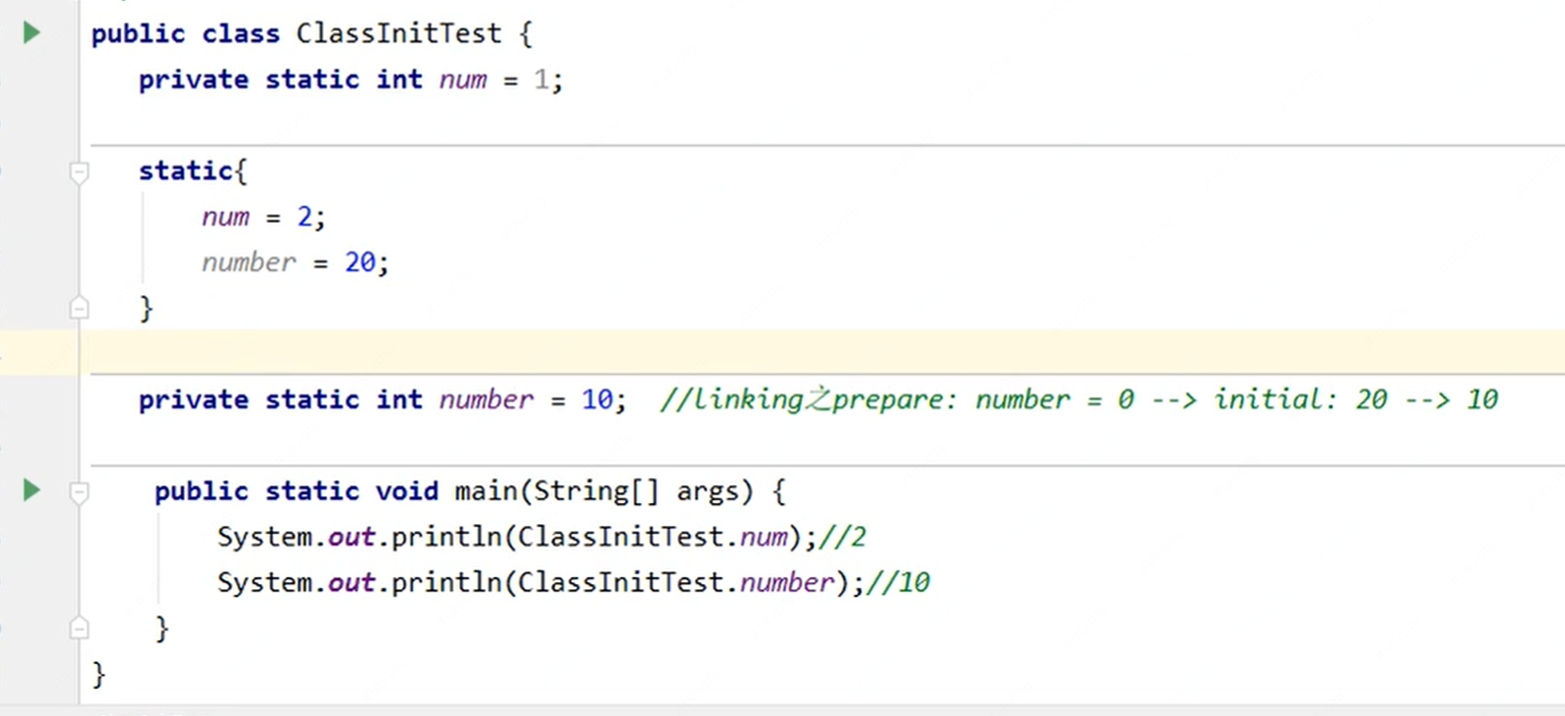 public class ClassInitTest {
private static int num = 1;
static{
num = 2;
number = 20;
}
private static int number = 10;  //linking之prepare: number = 0 --> initial: 20 --> 10
public static void main(String[] args) {
System.out.println(ClassInitTest.num);//2
System.out.println(ClassInitTest.number);//10
}
}